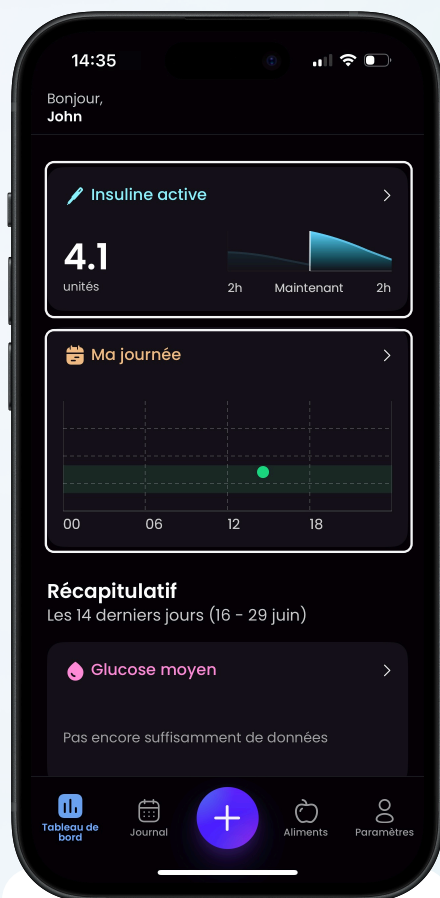 14:35
Bonjour,
John
Insuline active
4.1
unités
2h Maintenant 2h
Ma journée
00 06 12 18
Récapitulatif
Les 14 derniers jours (16 - 29 juin)
Glucose moyen
Pas encore suffisamment de données
Tableau de
bord
Journal
Aliments
Paramètres